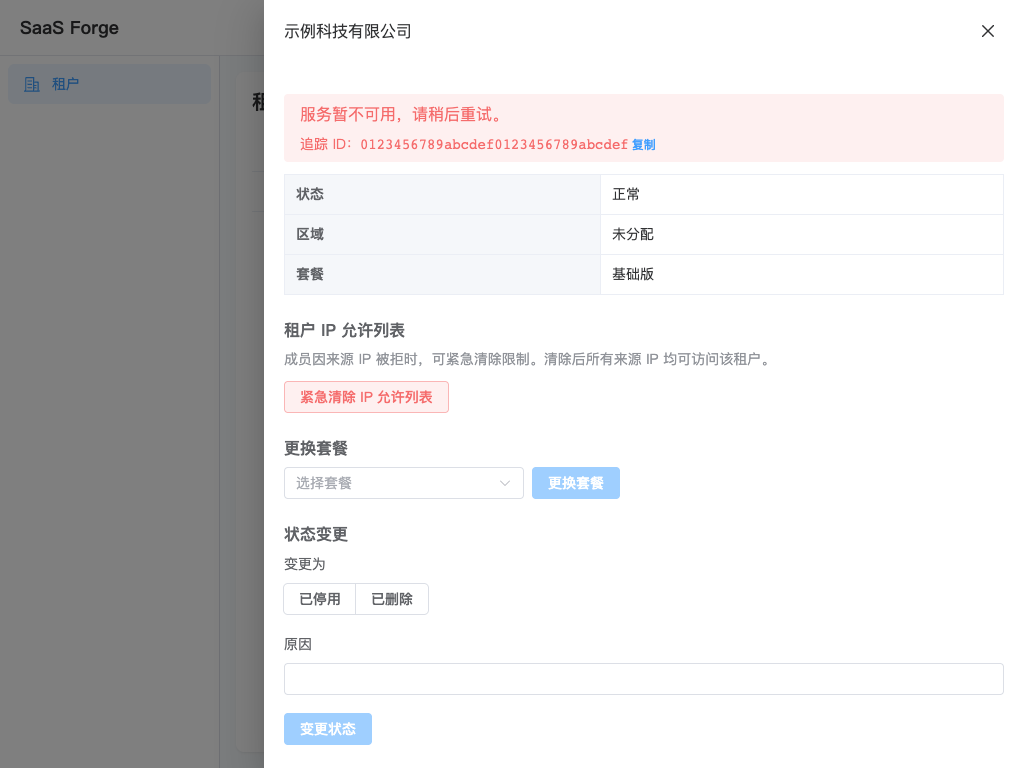 SaaS Forge
租户
示例科技有限公司
服务暂不可用，请稍后重试。
追踪 ID：0123456789abcdef0123456789abcdef 复制
状态 正常
区域 未分配
套餐 基础版
租户 IP 允许列表
成员因来源 IP 被拒时，可紧急清除限制。清除后所有来源 IP 均可访问该租户。
紧急清除 IP 允许列表
更换套餐
选择套餐 更换套餐
状态变更
变更为
已停用 已删除
原因
变更状态